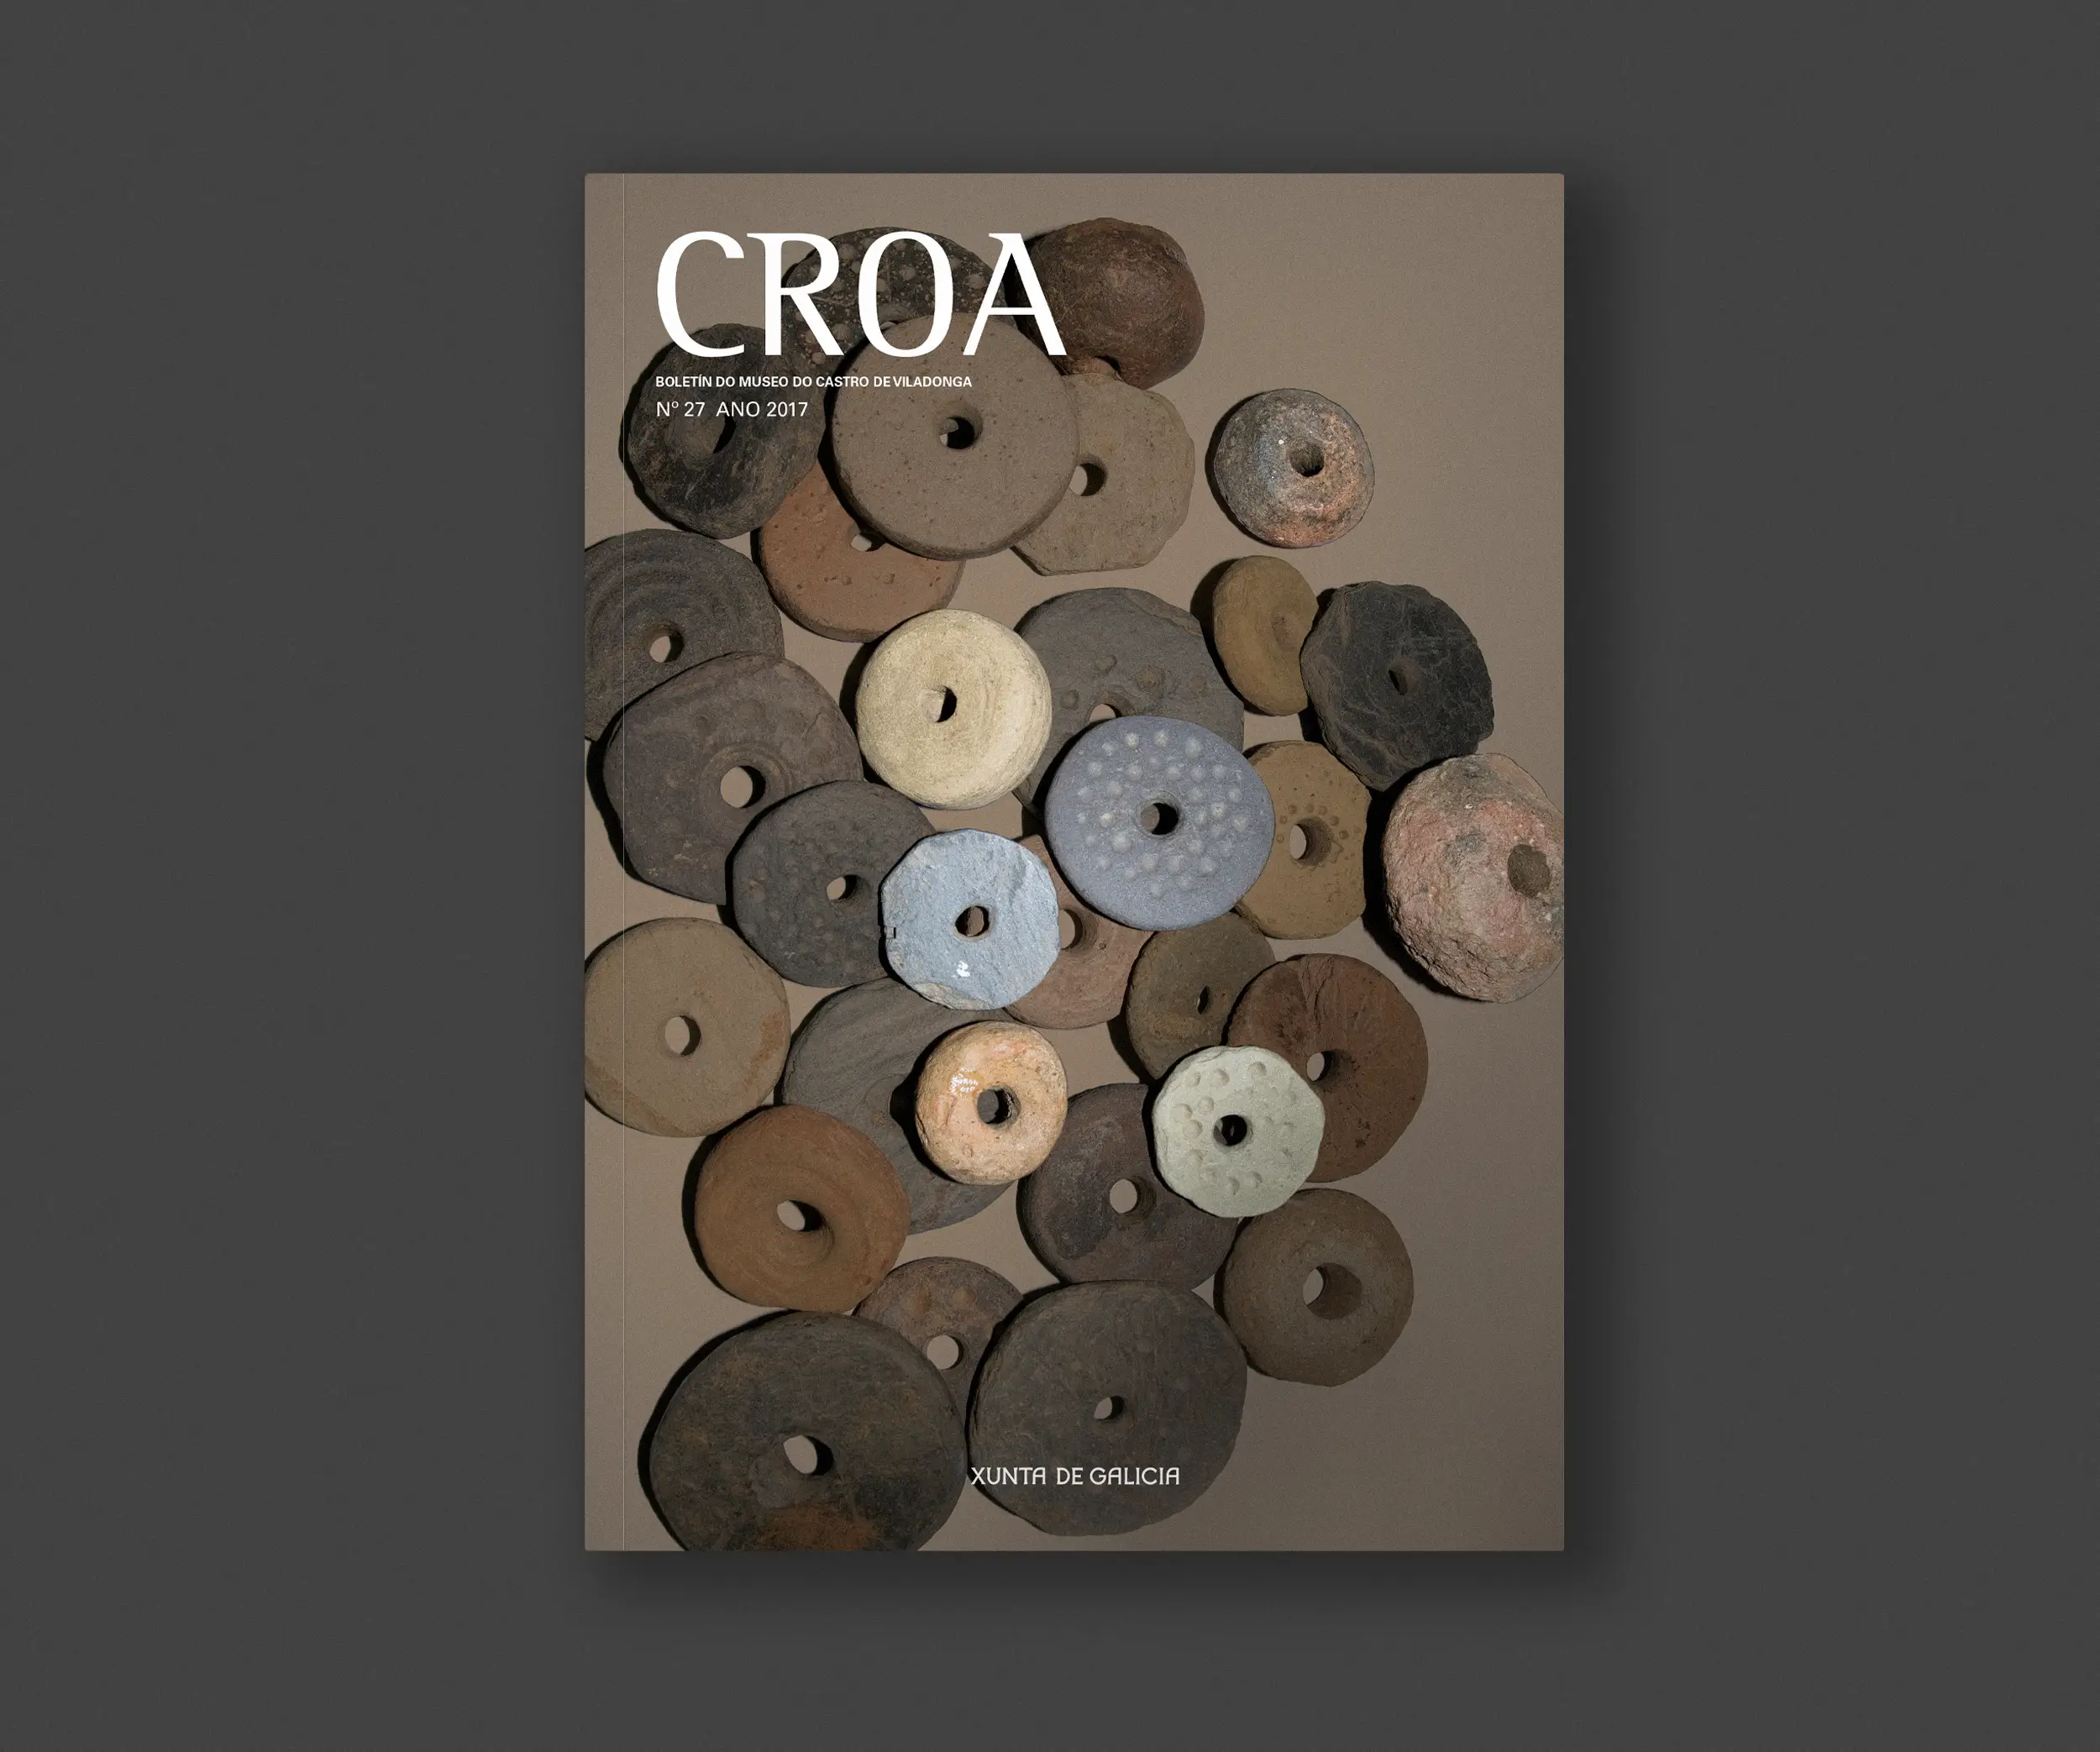 CROA
BOLETÍN DO MUSEO DO CASTRO DE VILADONGA
Nº 27 ANO 2017
XUNTA DE GALICIA